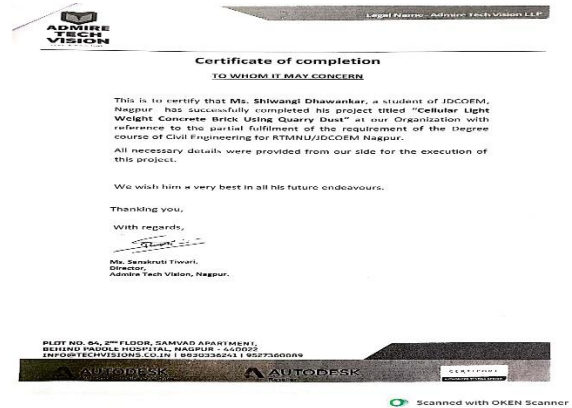 Legal Name - Admire Tech Vision LLP
ADMIRE
TECH
VISION
Certificate of completion
TO WHOM IT MAY CONCERN
This is to certify that Ms. Shiwangi Dhawankar, a student of JDCOEM,
Nagpur has successfully completed his project titled "Cellular Light
Weight Concrete Brick Using Quarry Dust" at our Organization with
reference to the partial fulfilment of the requirement of the Degree
course of Civil Engineering for RTMNU/JDCOEM Nagpur.
All necessary details were provided from our side for the execution of
this project.
We wish him a very best in all his future endeavours.
Thanking you,
With regards,
Ms. Sanskruti Tiwari,
Director,
Admire Tech Vision, Nagpur.
PLOT NO. 64, 2ND FLOOR, SAMVAD APARTMENT,
BEHIND PADOLE HOSPITAL, NAGPUR - 440022
INFO@TECHVISIONS.CO.IN | 8830336241 | 9527360089
AUTODESK
AUTODESK
CERTIPORT
Scanned with OKEN Scanner